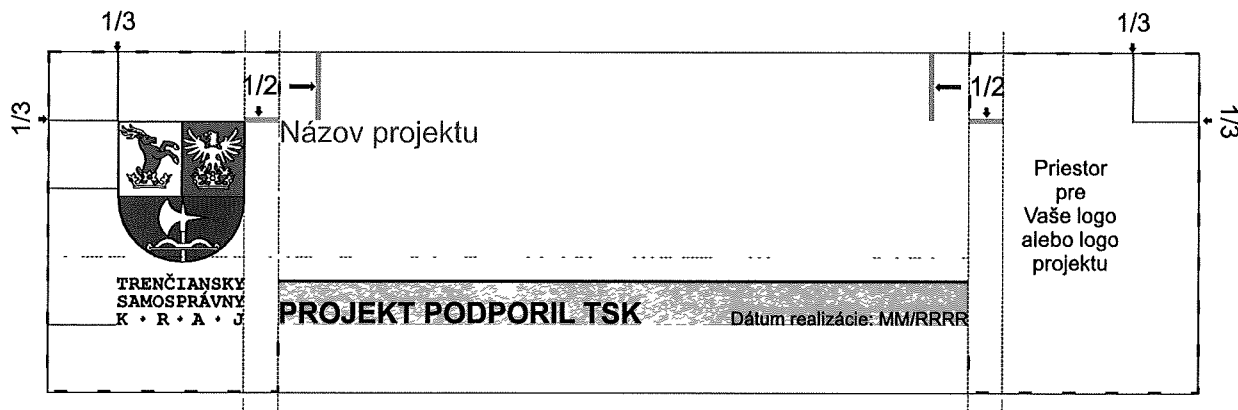 1/3
1/3
1/2
1/2
1/3
1/3
Názov projektu
Priestor
pre
Vaše logo
alebo logo
projektu
TRENČIANSKY
SAMOSPRÁVNY
K • R • A • J
PROJEKT PODPORIL TSK
Dátum realizácie: MM/RRRR